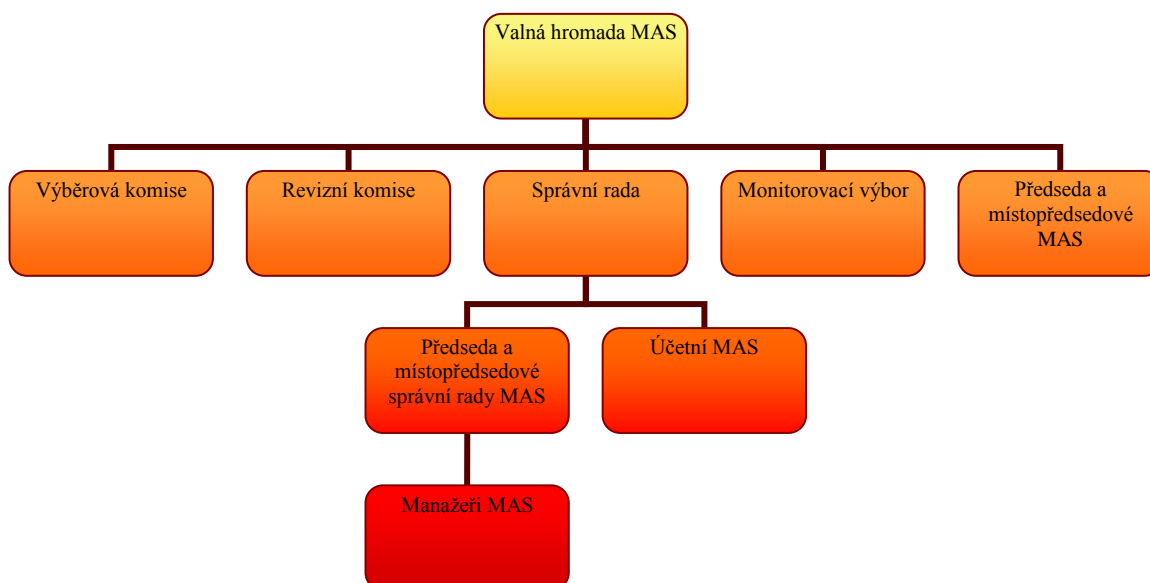 Valná hromada MAS
Výběrová komise
Revizní komise
Správní rada
Monitorovací výbor
Předseda a
místopředsedové
MAS
Předseda a
místopředsedové
správní rady MAS
Účetní MAS
Manažeři MAS